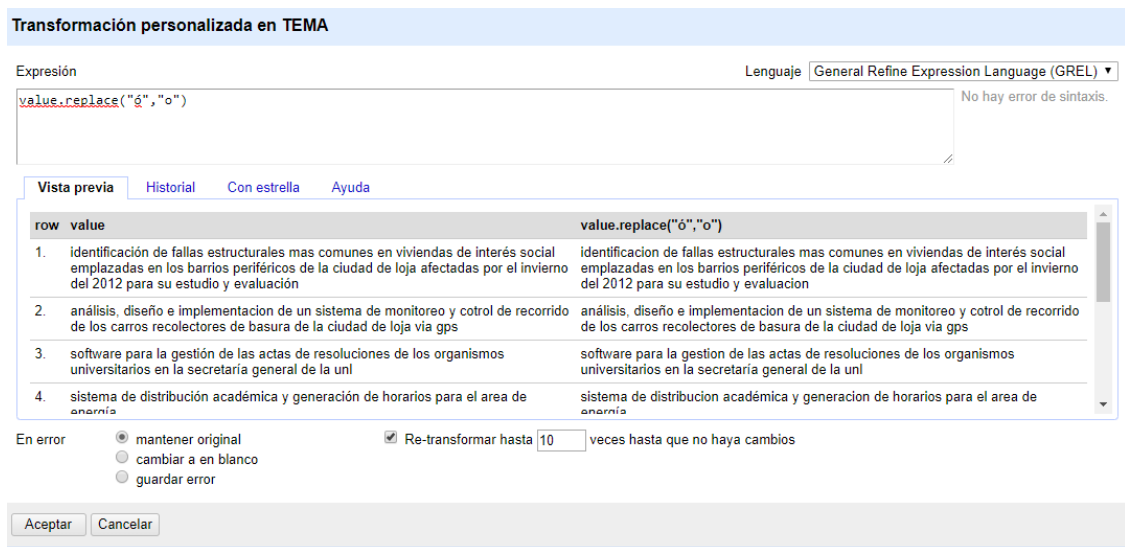 Transformación personalizada en TEMA
Expresión
Lenguaje General Refine Expression Language (GREL)
value.replace("ó","o")
No hay error de sintaxis.
Vista previa Historial Con estrella Ayuda
row value value.replace("ó","o")
1. identificación de fallas estructurales mas comunes en viviendas de interés social identificacion de fallas estructurales mas comunes en viviendas de interés social
emplazadas en los barrios periféricos de la ciudad de loja afectadas por el invierno emplazadas en los barrios periféricos de la ciudad de loja afectadas por el invierno
del 2012 para su estudio y evaluación del 2012 para su estudio y evaluacion
2. análisis, diseño e implementacion de un sistema de monitoreo y cotrol de recorrido análisis, diseño e implementacion de un sistema de monitoreo y cotrol de recorrido
de los carros recolectores de basura de la ciudad de loja via gps de los carros recolectores de basura de la ciudad de loja via gps
3. software para la gestión de las actas de resoluciones de los organismos software para la gestion de las actas de resoluciones de los organismos
universitarios en la secretaría general de la unl universitarios en la secretaría general de la unl
4. sistema de distribución académica y generación de horarios para el area de sistema de distribucion académica y generacion de horarios para el area de
energía energía
En error mantener original Re-transformar hasta 10 veces hasta que no haya cambios
cambiar a en blanco
guardar error
Aceptar Cancelar